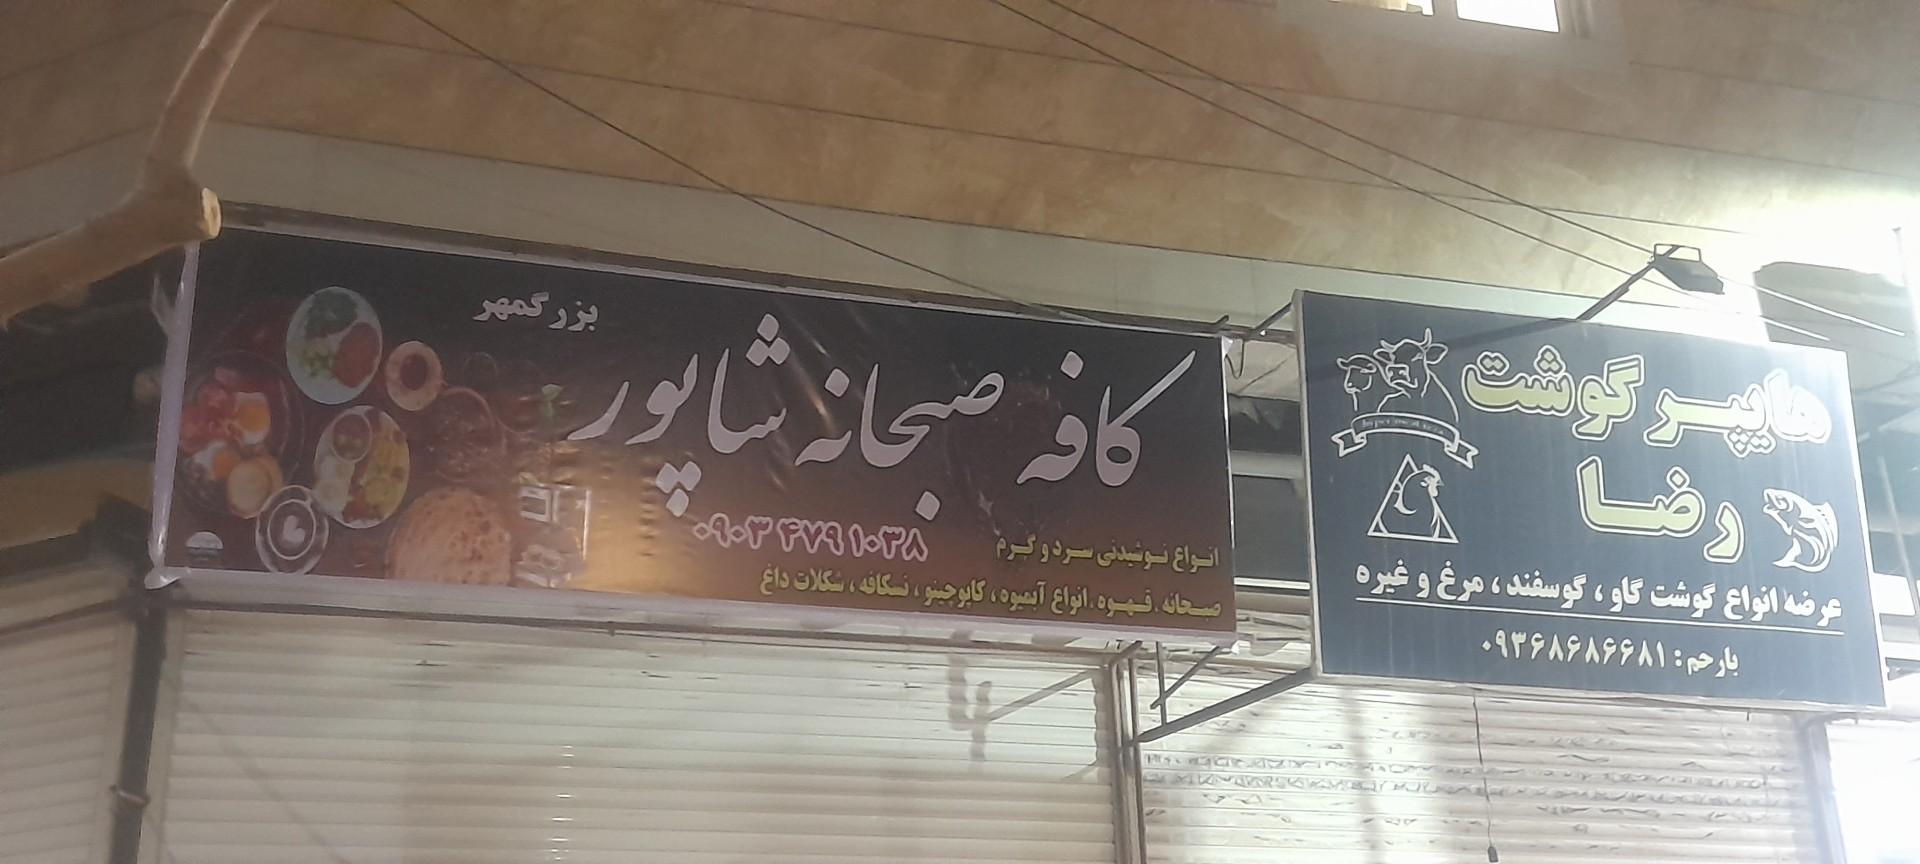 بزرگمهر
کافه صبحانه شاپور
۰۹۰۳ ۴۷۹ ۱۰۳۸
انواع نوشیدنی سرد و گرم
صبحانه . قهوه . انواع آبمیوه ، کاپوچینو ، نسکافه ، شکلات داغ
هایپر گوشت
رضا
عرضه انواع گوشت گاو ، گوسفند ، مرغ و غیره
بارحم : ۰۹۳۶۸۶۸۶۶۸۱